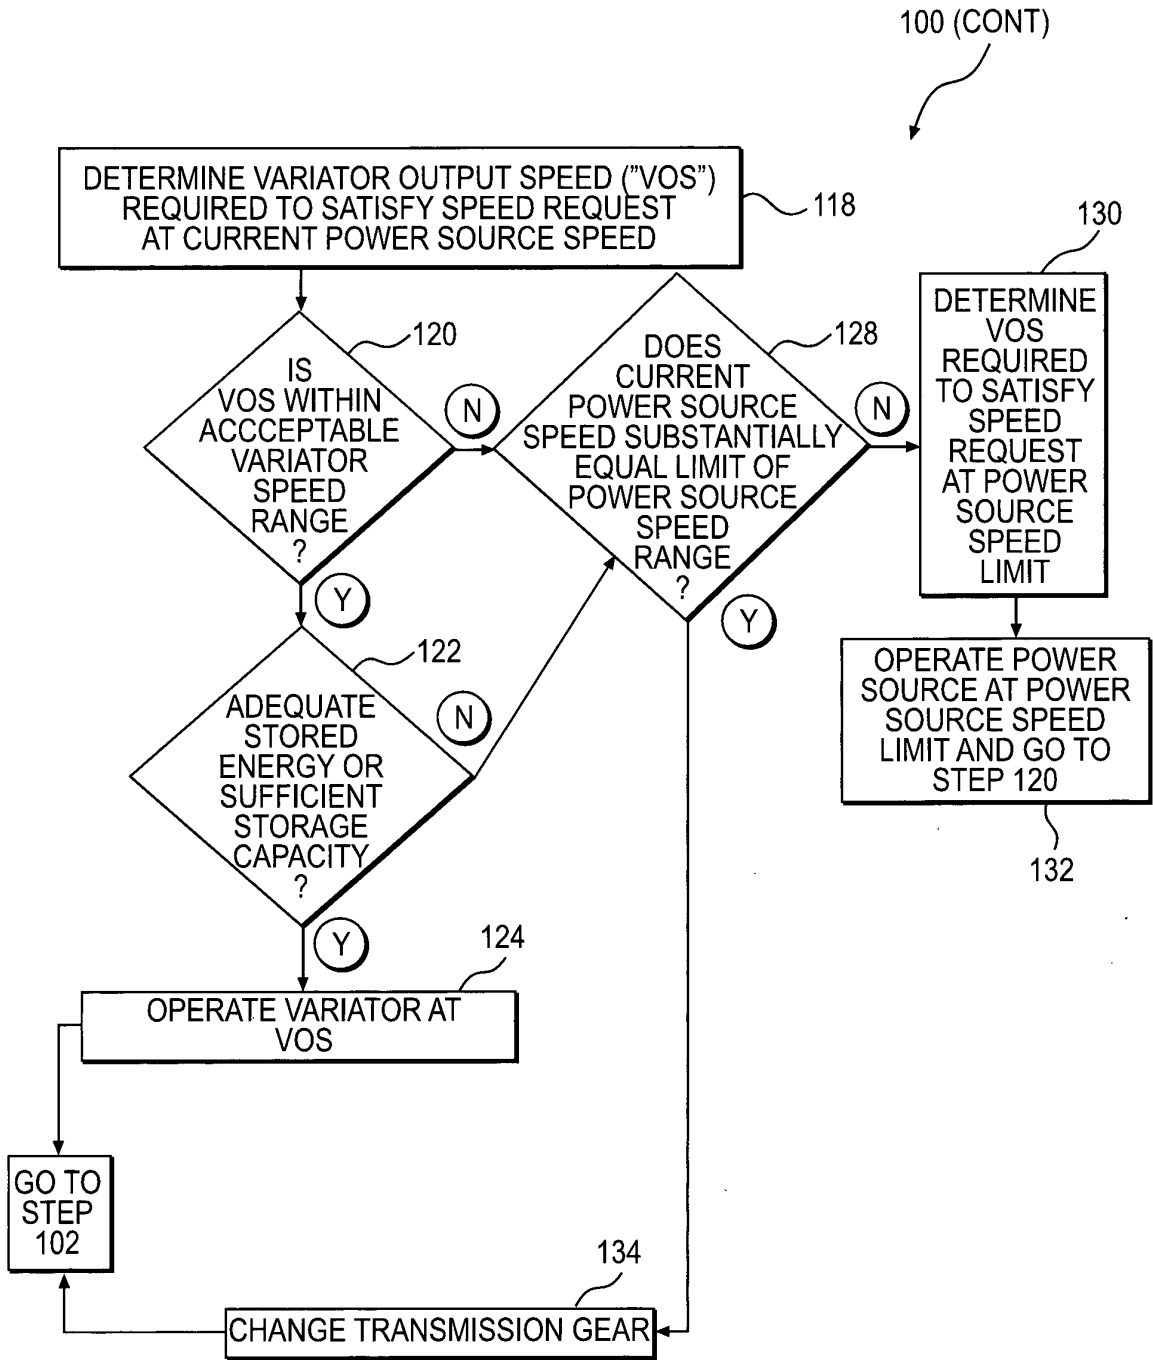 100 (CONT)
DETERMINE VARIATOR OUTPUT SPEED ("VOS")
REQUIRED TO SATISFY SPEED REQUEST
AT CURRENT POWER SOURCE SPEED
118
IS
VOS WITHIN
ACCCEPTABLE
VARIATOR
SPEED
RANGE
?
120
N
Y
DOES
CURRENT
POWER SOURCE
SPEED SUBSTANTIALLY
EQUAL LIMIT OF
POWER SOURCE
SPEED
RANGE
?
128
N
Y
130
DETERMINE
VOS
REQUIRED
TO SATISFY
SPEED
REQUEST
AT POWER
SOURCE
SPEED
LIMIT
OPERATE POWER
SOURCE AT POWER
SOURCE SPEED
LIMIT AND GO TO
STEP 120
132
122
ADEQUATE
STORED
ENERGY OR
SUFFICIENT
STORAGE
CAPACITY
?
N
Y
124
OPERATE VARIATOR AT
VOS
GO TO
STEP
102
134
CHANGE TRANSMISSION GEAR